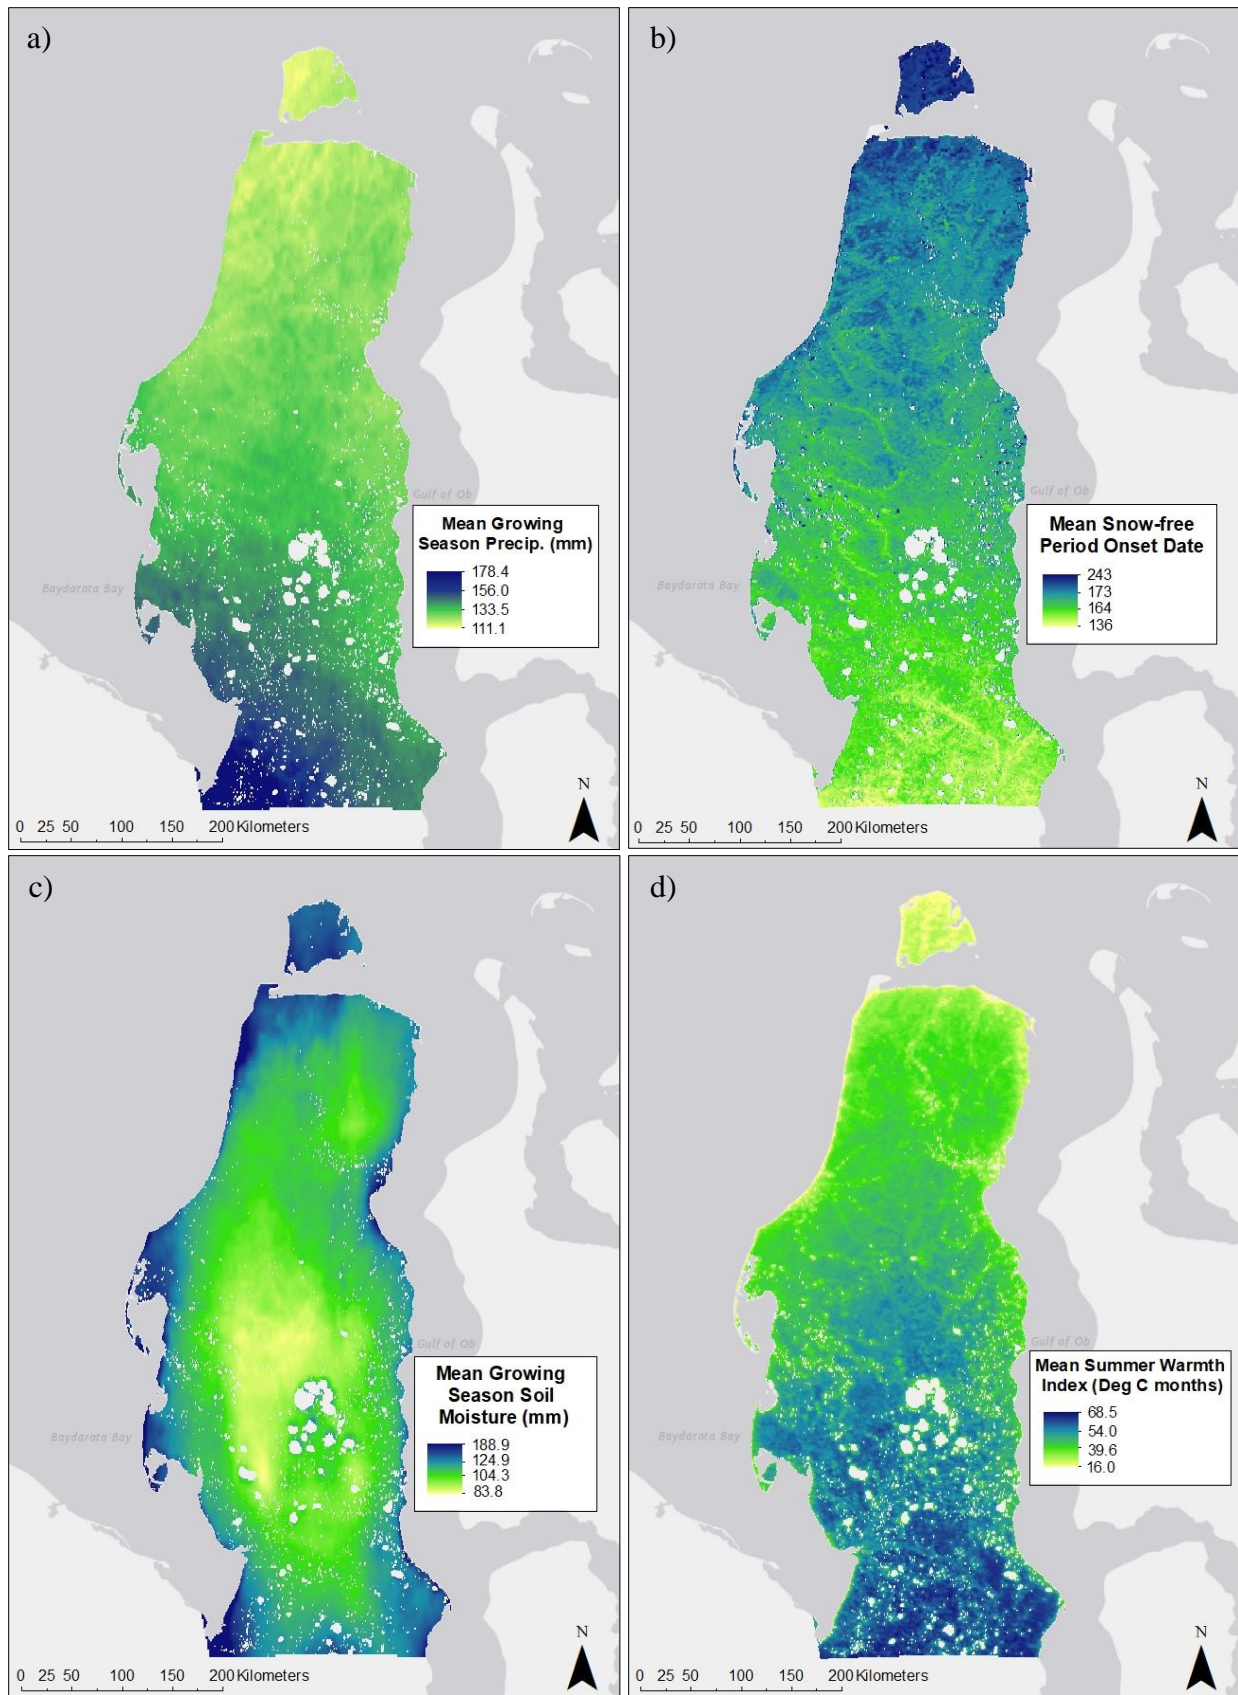 a)
Gulf of Ob
Mean Growing
Season Precip. (mm)
178.4
156.0
133.5
111.1
Baydarata Bay
N
0 25 50 100 150 200 Kilometers
b)
Gulf of Ob
Mean Snow-free
Period Onset Date
243
173
164
136
Baydarata Bay
N
0 25 50 100 150 200 Kilometers
c)
Gulf of Ob
Mean Growing
Season Soil
Moisture (mm)
188.9
124.9
104.3
83.8
Baydarata Bay
N
0 25 50 100 150 200 Kilometers
d)
Gulf of Ob
Mean Summer Warmth
Index (Deg C months)
68.5
54.0
39.6
16.0
Baydarata Bay
N
0 25 50 100 150 200 Kilometers